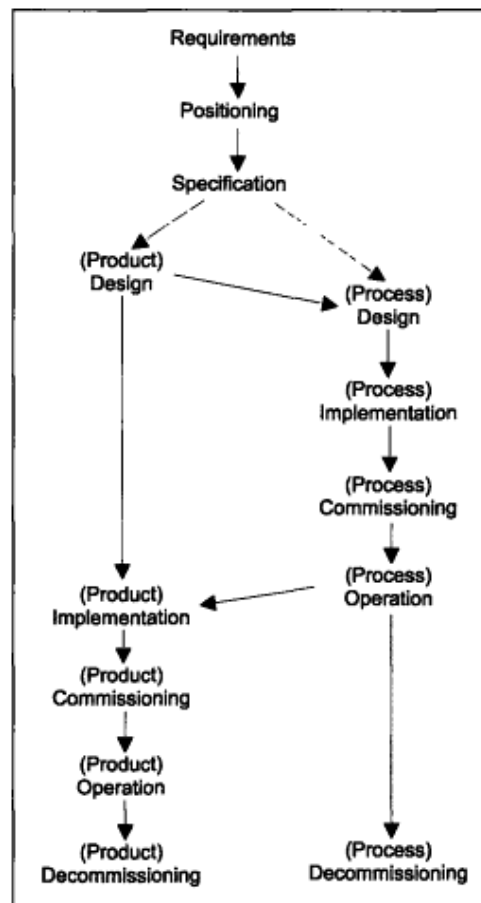 Requirements
Positioning
Specification
(Product)
Design
(Process)
Design
(Process)
Implementation
(Process)
Commissioning
(Process)
Operation
(Product)
Implementation
(Product)
Commissioning
(Product)
Operation
(Product)
Decommissioning
(Process)
Decommissioning